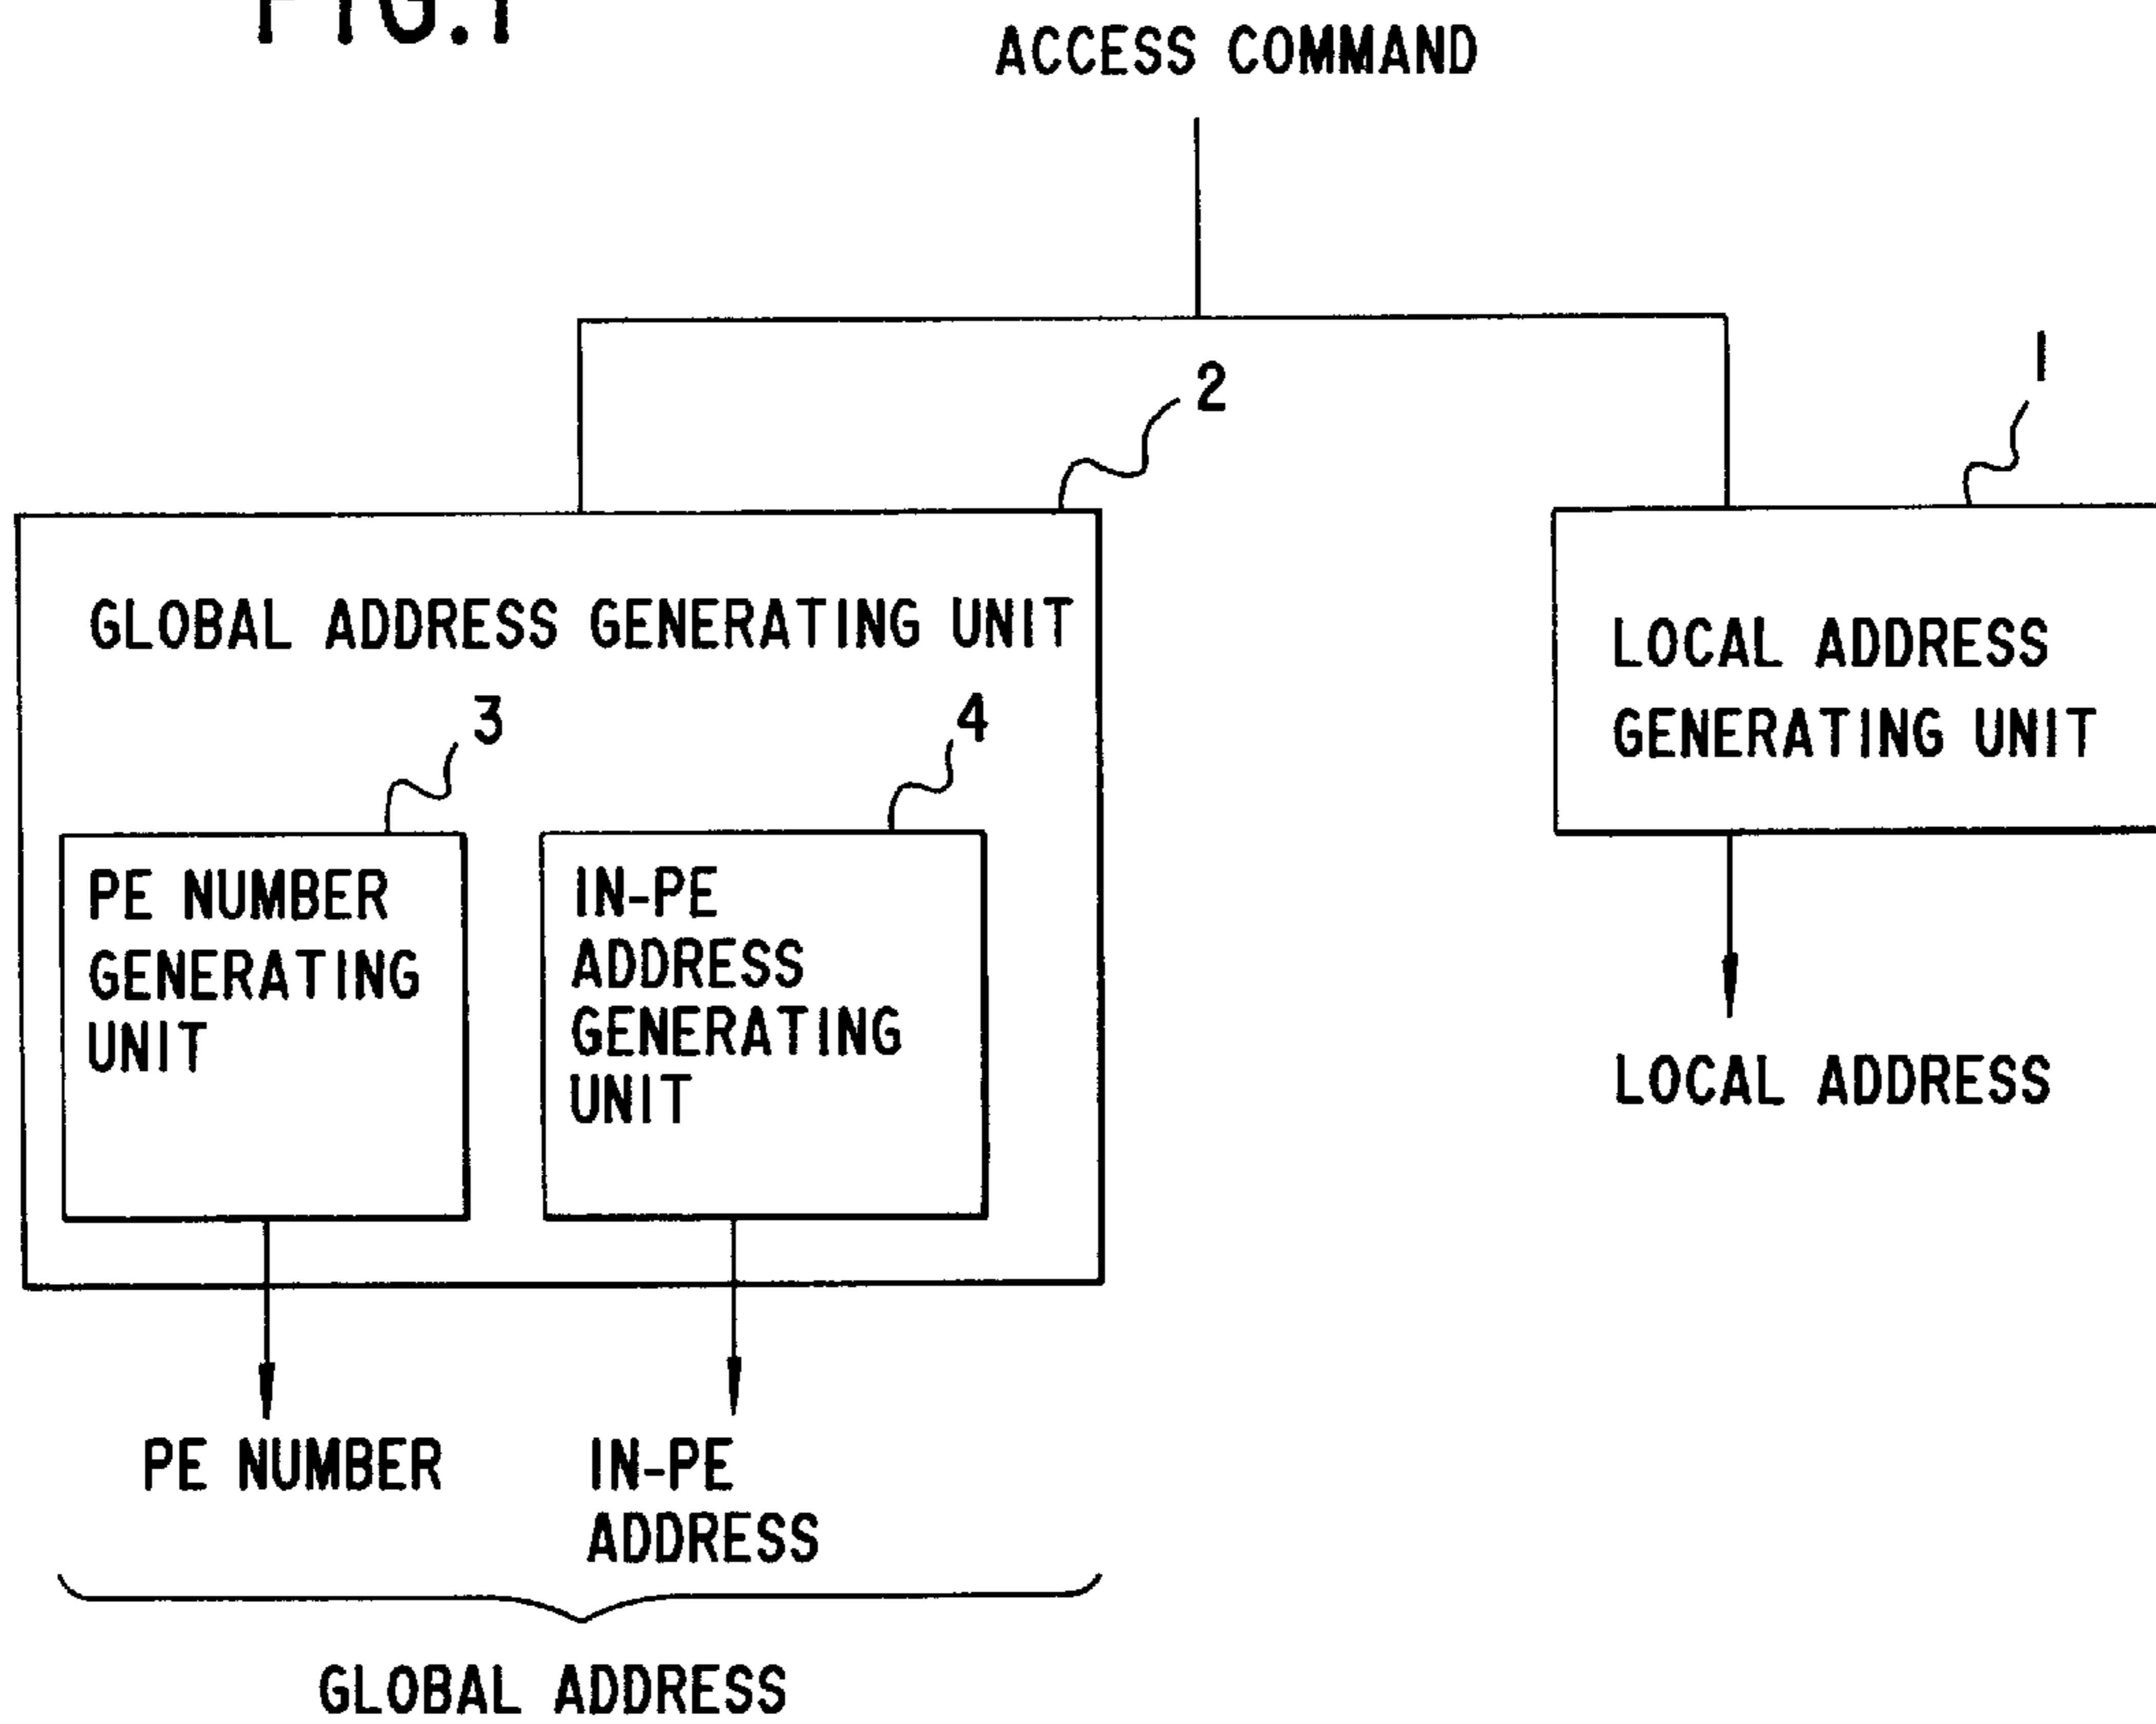 FIG.1
ACCESS COMMAND
2
1
GLOBAL ADDRESS GENERATING UNIT
LOCAL ADDRESS
GENERATING UNIT
3
4
PE NUMBER
GENERATING
UNIT
IN-PE
ADDRESS
GENERATING
UNIT
LOCAL ADDRESS
PE NUMBER
IN-PE
ADDRESS
GLOBAL ADDRESS